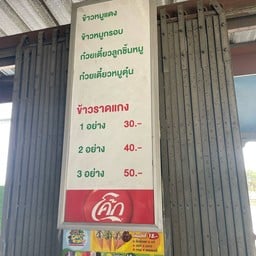 ข้าวหมูแดง
ข้าวหมูกรอบ
ก๋วยเตี๋ยวลูกชิ้นหมู
ก๋วยเตี๋ยวหมูตุ๋น
ข้าวราดแกง
1 อย่าง 30.-
2 อย่าง 40.-
3 อย่าง 50.-
โค้ก